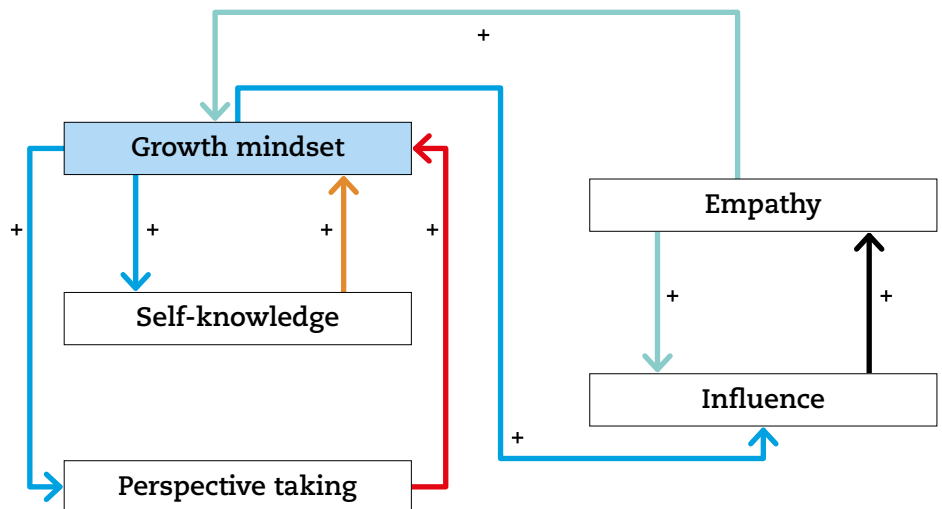 +
Growth mindset
Empathy
+
+
+
+
+
+
Self-knowledge
Influence
+
Perspective taking